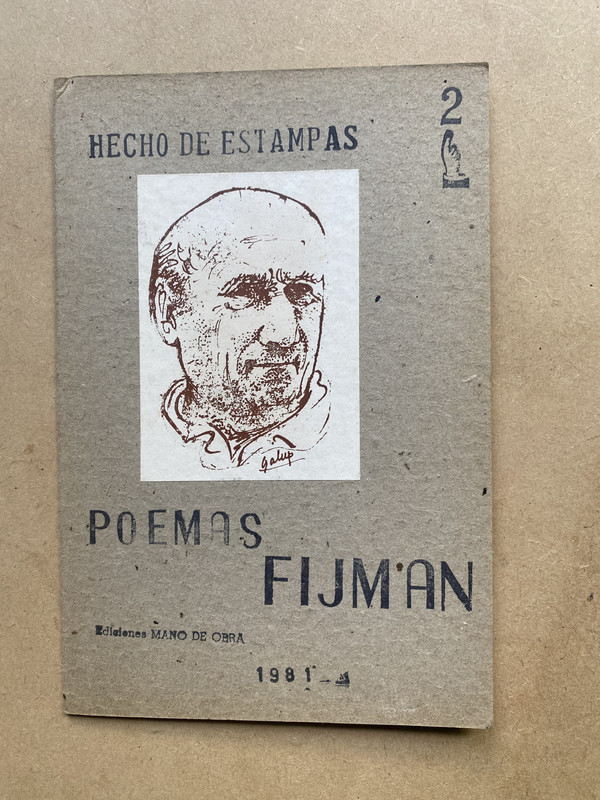 2
HECHO DE ESTAMPAS
galup
POEMAS
FIJMAN
Ediciones MANO DE OBRA
1981